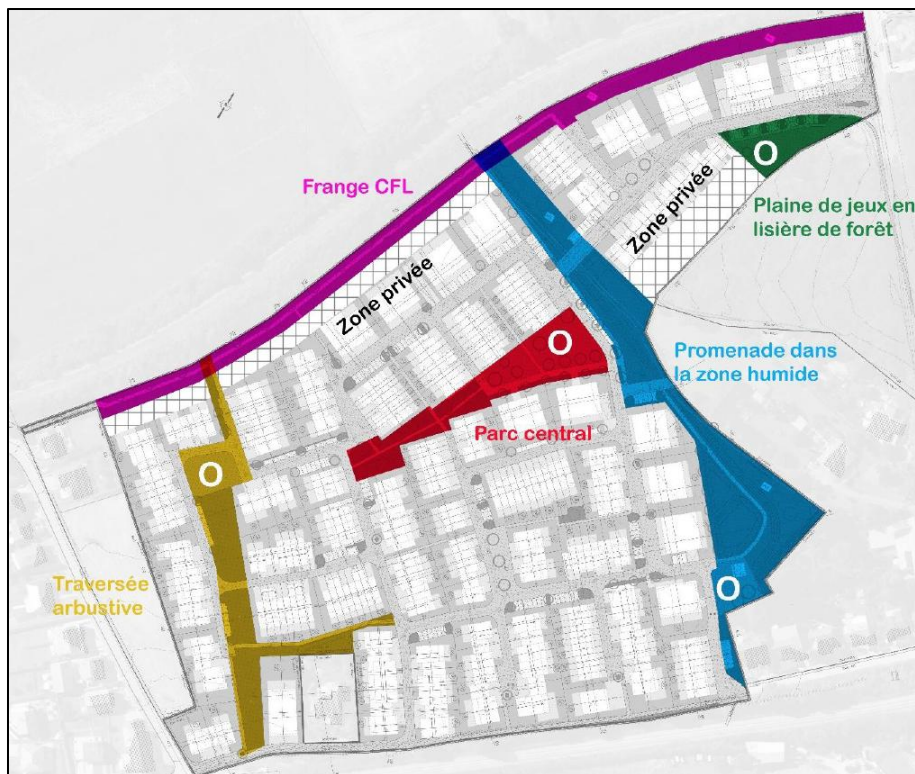 Frange CFL
O
Zone privée
Plaine de jeux en
lisière de forêt
Zone privée
O
Promenade dans
la zone humide
Parc central
O
Traversée
arbustive
O